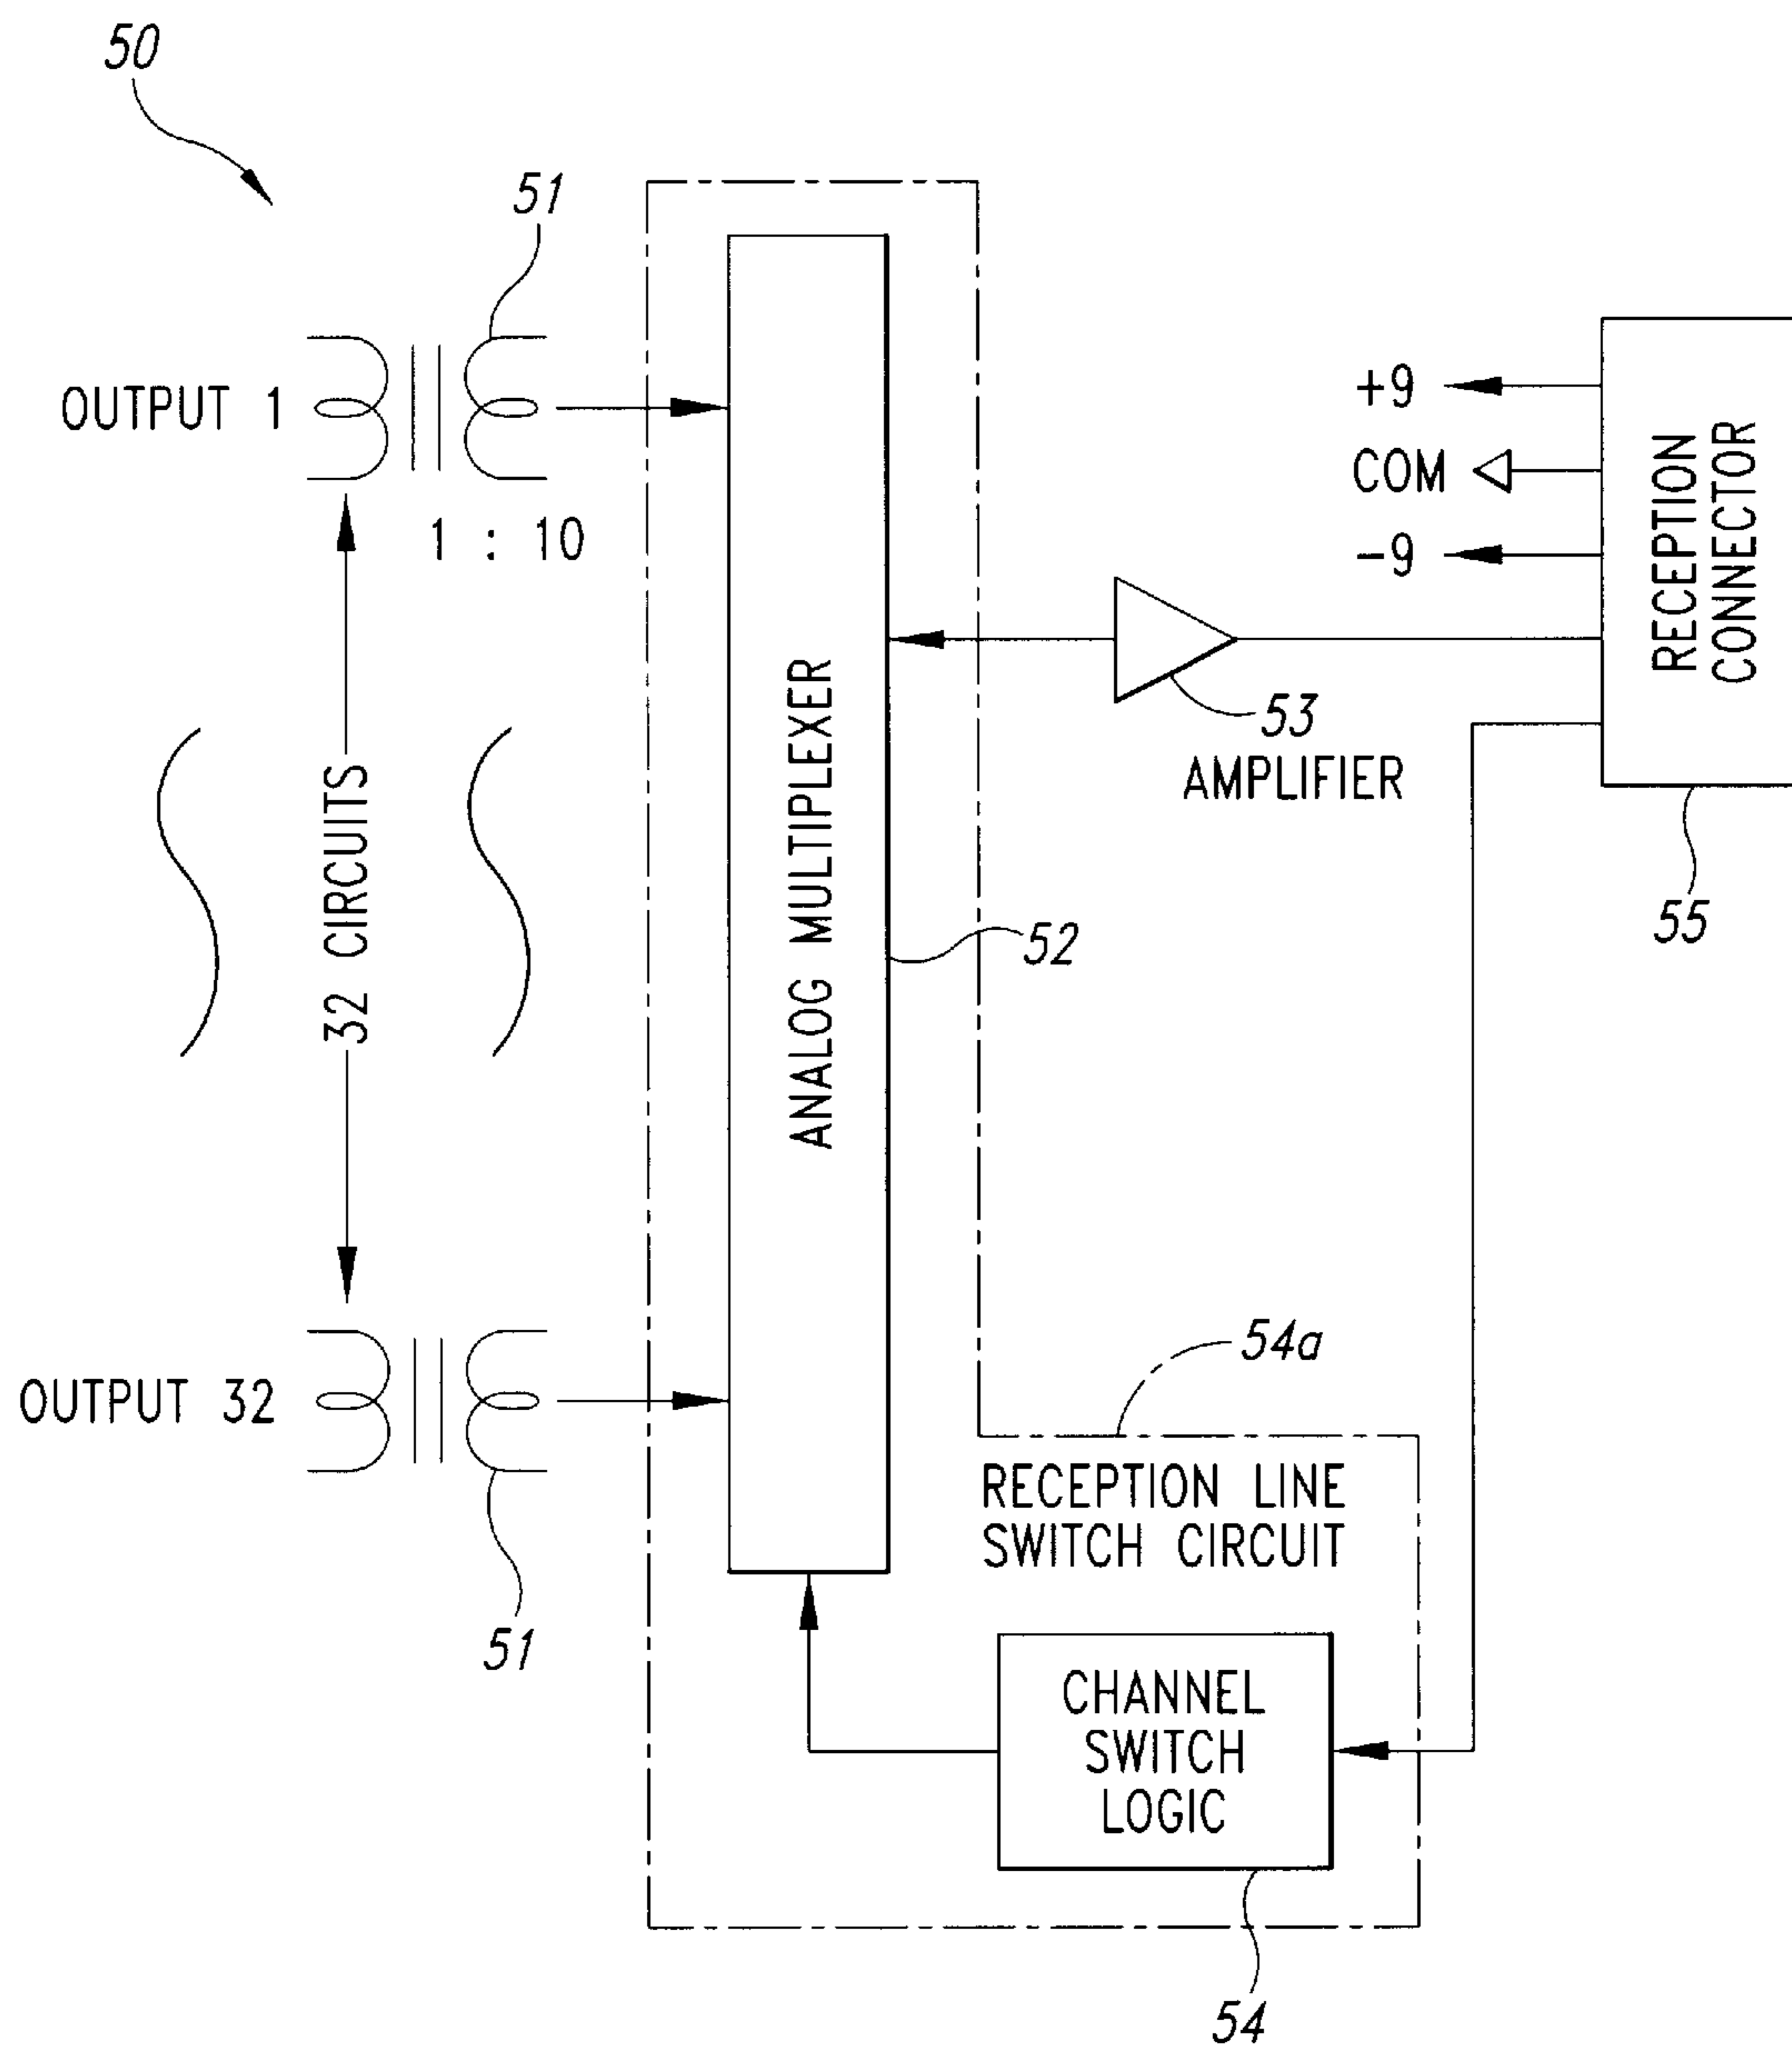 50
51
OUTPUT 1
1 : 10
+9
COM
-9
RECEPTION
CONNECTOR
53
AMPLIFIER
32 CIRCUITS
ANALOG MULTIPLEXER
52
55
54a
OUTPUT 32
RECEPTION LINE
SWITCH CIRCUIT
51
CHANNEL
SWITCH
LOGIC
54